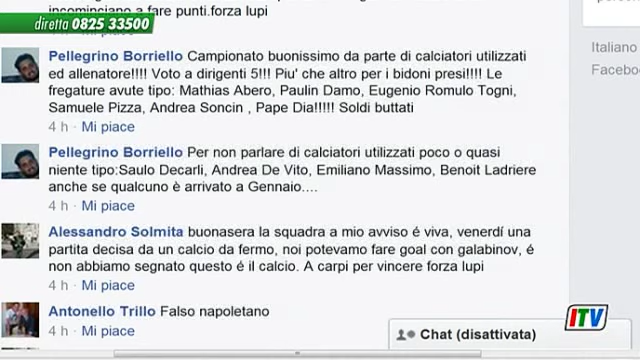 incominciano a fare punti.forza lupi
diretta 0825 33500
Mi piace
Pellegrino Borriello Campionato buonissimo da parte di calciatori utilizzati
ed allenatore!!!! Voto a dirigenti 5!!! Piu' che altro per i bidoni presi!!!! Le
fregature avute tipo: Mathias Abero, Paulin Damo, Eugenio Romulo Togni,
Samuele Pizza, Andrea Soncin , Pape Dia!!!!! Soldi buttati
4 h · Mi piace
Pellegrino Borriello Per non parlare di calciatori utilizzati poco o quasi
niente tipo:Saulo Decarli, Andrea De Vito, Emiliano Massimo, Benoit Ladriere
anche se qualcuno è arrivato a Gennaio....
4 h · Mi piace
Alessandro Solmita buonasera la squadra a mio avviso é viva, venerdí una
partita decisa da un calcio da fermo, noi potevamo fare goal con galabinov, é
non abbiamo segnato questo é il calcio. A carpi per vincere forza lupi
4 h · Mi piace
Antonello Trillo Falso napoletano
4 h · Mi piace
Italiano
Chat (disattivata)
ITV